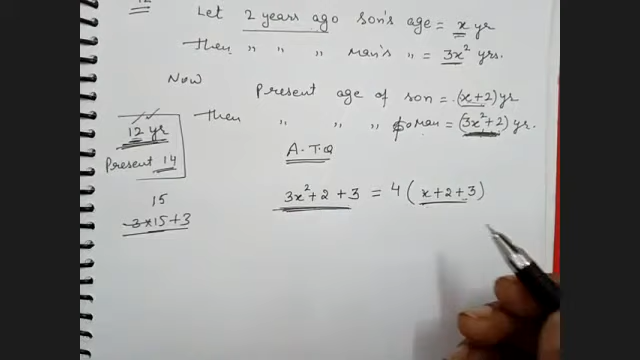 Let 2 years ago son's age = x yr
Then " " " Man's " = 3x² yrs.
Now Present age of son = (x+2) yr
Then " " " Man = (3x²+2) yr.
12 yr
Present 14
A.T.Q
3x²+2+3 = 4(x+2+3)
15
3×15+3